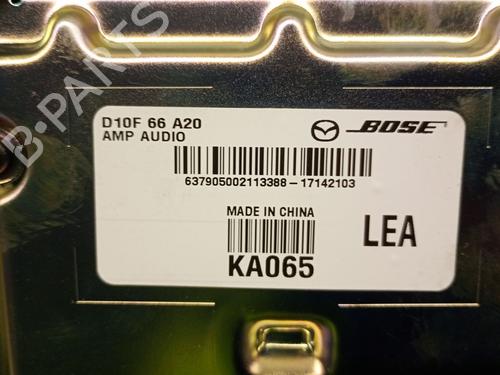 D10F 66 A20
AMP AUDIO
BOSE
637905002113388-17142103
MADE IN CHINA
KA065
LEA
B-PARTS